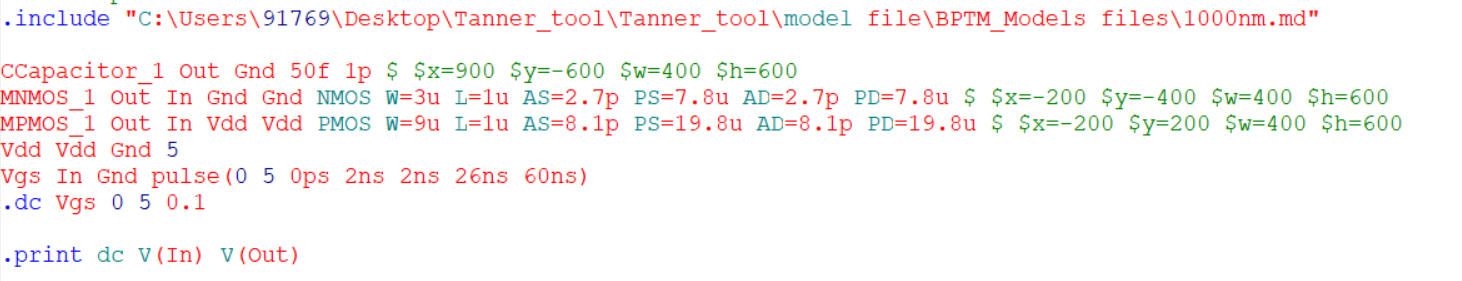 .include "C:\Users\91769\Desktop\Tanner_tool\Tanner_tool\model file\BPTM_Models files\1000nm.md"
CCapacitor_1 Out Gnd 50f 1p $ $x=900 $y=-600 $w=400 $h=600
MNMOS_1 Out In Gnd Gnd NMOS W=3u L=1u AS=2.7p PS=7.8u AD=2.7p PD=7.8u $ $x=-200 $y=-400 $w=400 $h=600
MPMOS_1 Out In Vdd Vdd PMOS W=9u L=1u AS=8.1p PS=19.8u AD=8.1p PD=19.8u $ $x=-200 $y=200 $w=400 $h=600
Vdd Vdd Gnd 5
Vgs In Gnd pulse(0 5 0ps 2ns 2ns 26ns 60ns)
.dc Vgs 0 5 0.1
.print dc V(In) V(Out)